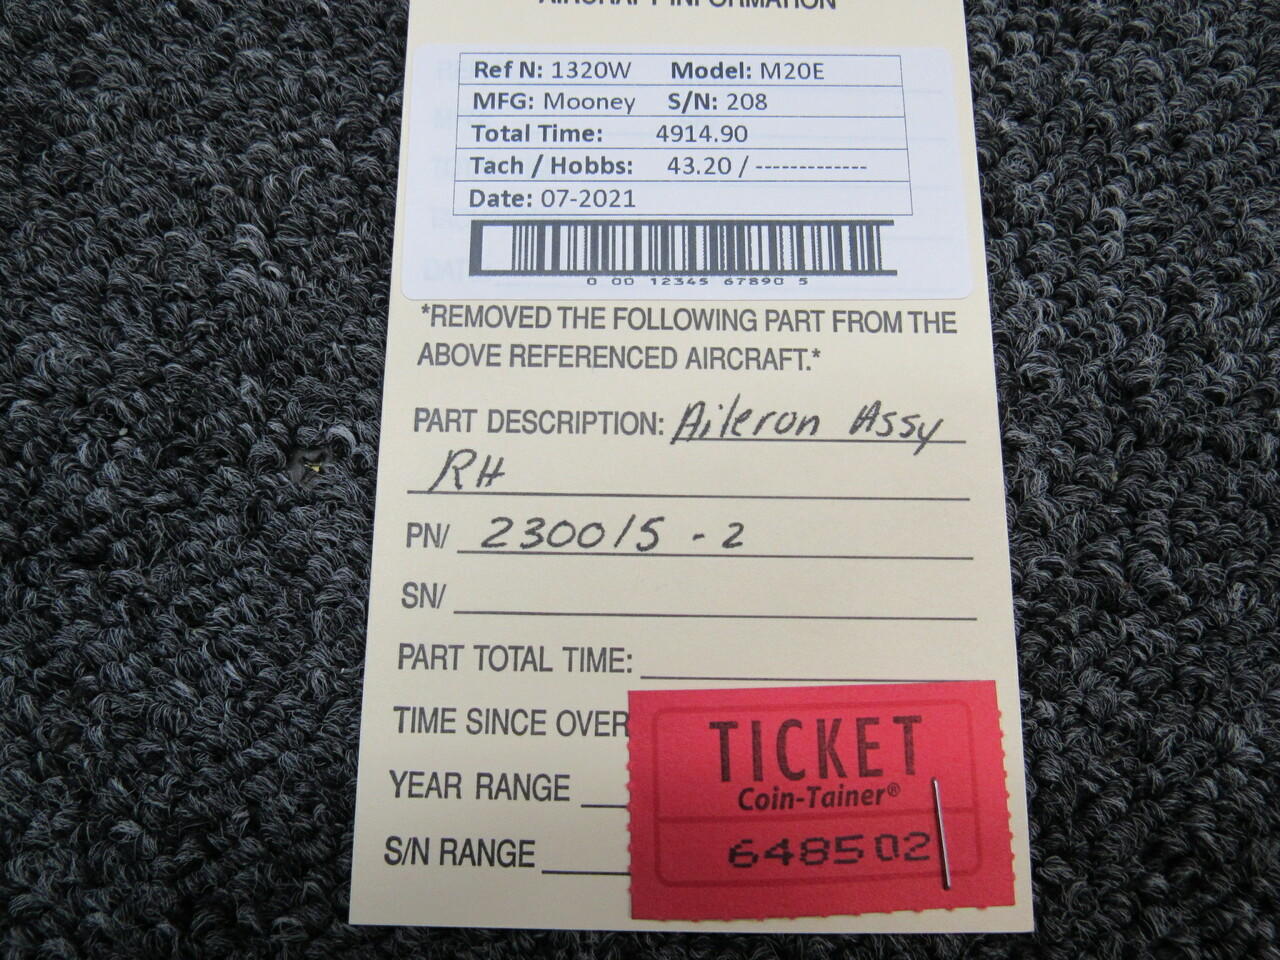 AIRCRAFT INFORMATION
Ref N: 1320W Model: M20E
MFG: Mooney S/N: 208
Total Time: 4914.90
Tach / Hobbs: 43.20 / -------------
Date: 07-2021
0 00 12345 67890 5
*REMOVED THE FOLLOWING PART FROM THE
ABOVE REFERENCED AIRCRAFT.*
PART DESCRIPTION: Aileron Assy
RH
PN/ 230015 - 2
SN/
PART TOTAL TIME:
TIME SINCE OVER
YEAR RANGE
S/N RANGE
TICKET
Coin-Tainer®
648502